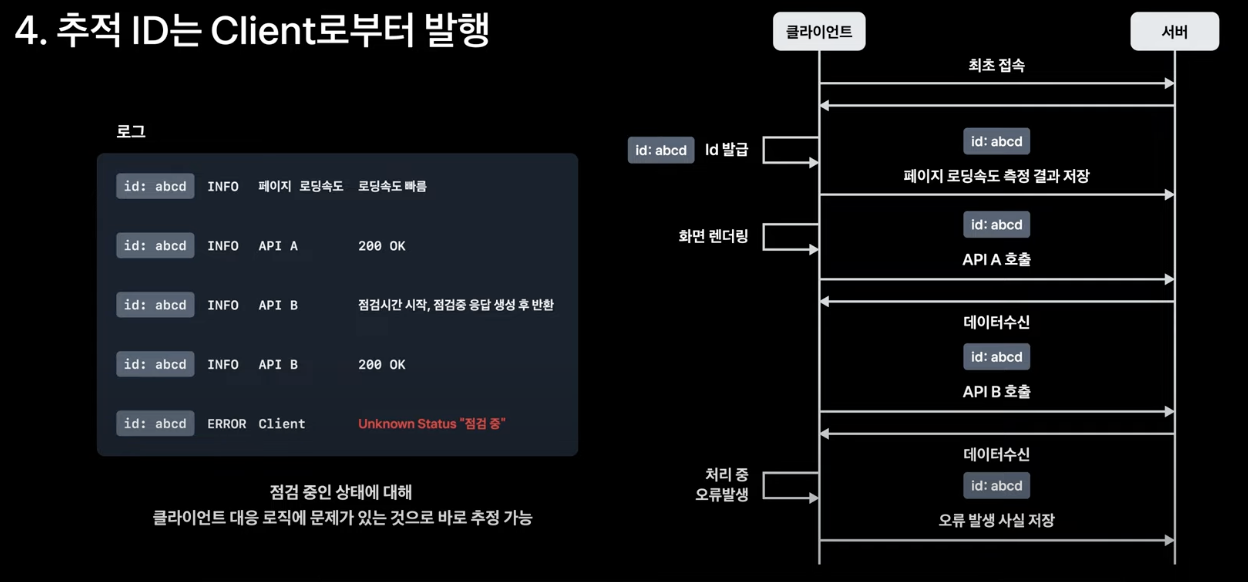 4. 추적 ID는 Client로부터 발행
로그
id: abcd INFO 페이지 로딩속도 로딩속도 빠름
id: abcd INFO API A 200 OK
id: abcd INFO API B 점검시간 시작, 점검중 응답 생성 후 반환
id: abcd INFO API B 200 OK
id: abcd ERROR Client Unknown Status "점검 중"
점검 중인 상태에 대해
클라이언트 대응 로직에 문제가 있는 것으로 바로 추정 가능
클라이언트 서버
최초 접속
id: abcd Id 발급
id: abcd
페이지 로딩속도 측정 결과 저장
화면 렌더링
id: abcd
API A 호출
데이터수신
id: abcd
API B 호출
데이터수신
처리 중
오류발생
id: abcd
오류 발생 사실 저장